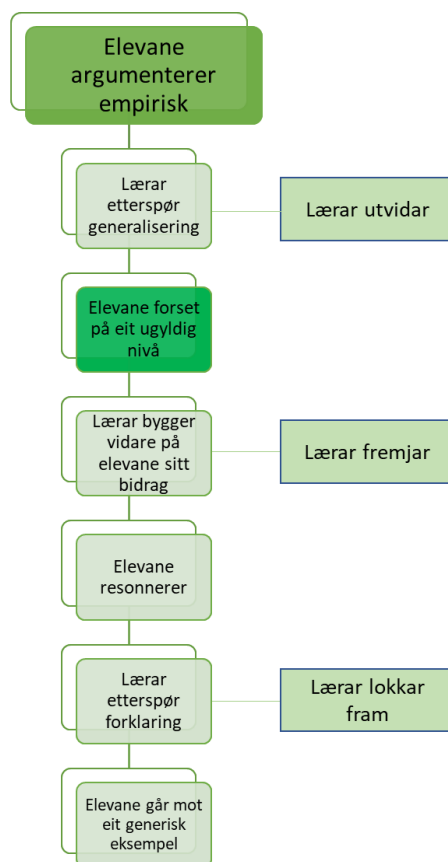 Elevane
argumenterer
empirisk
Lærar
etterspør
generalisering
Lærar utvidar
Elevane forset
på eit ugyldig
nivå
Lærar bygger
vidare på
elevane sitt
bidrag
Lærar fremjar
Elevane
resonnerer
Lærar
etterspør
forklaring
Lærar lokkar
fram
Elevane går mot
eit generisk
eksempel